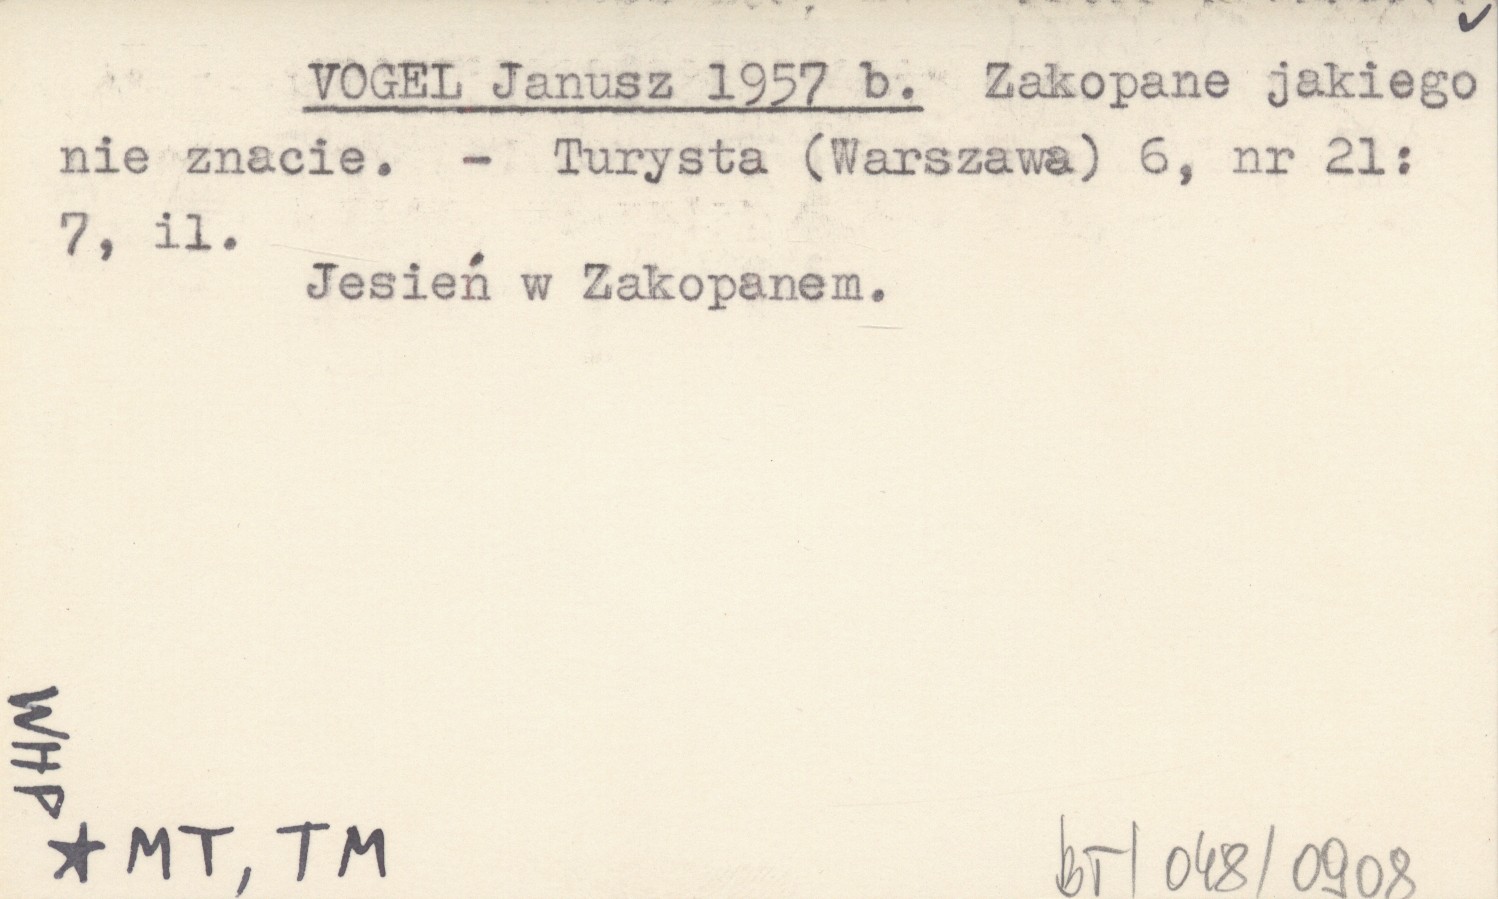 VOGEL Janusz 1957 b. Zakopane jakiego
nie znacie. - Turysta (Warszawa) 6, nr 21:
7, il.
Jesień w Zakopanem.
WHP
★ MT, TM
BT/048/0908